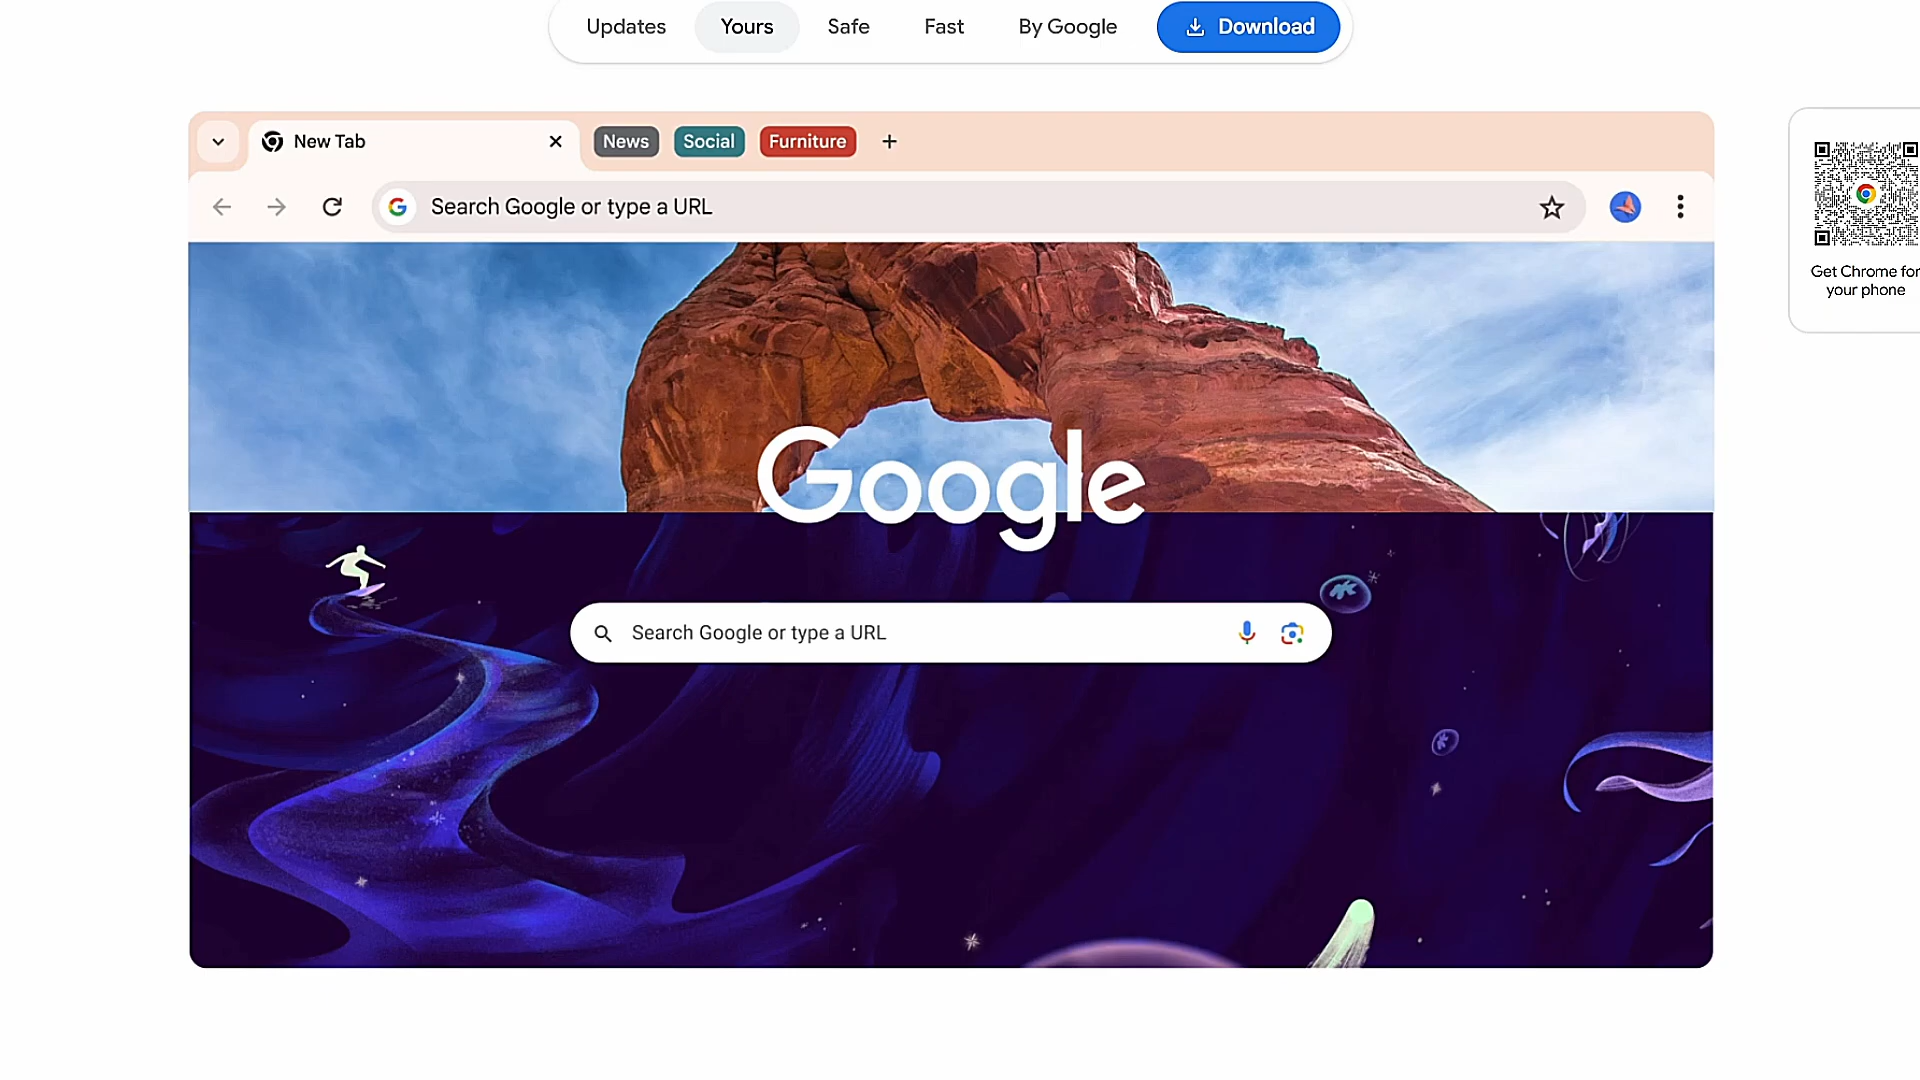 Updates Yours Safe Fast By Google Download
New Tab News Social Furniture
Search Google or type a URL
Get Chrome for
your phone
Google
Search Google or type a URL